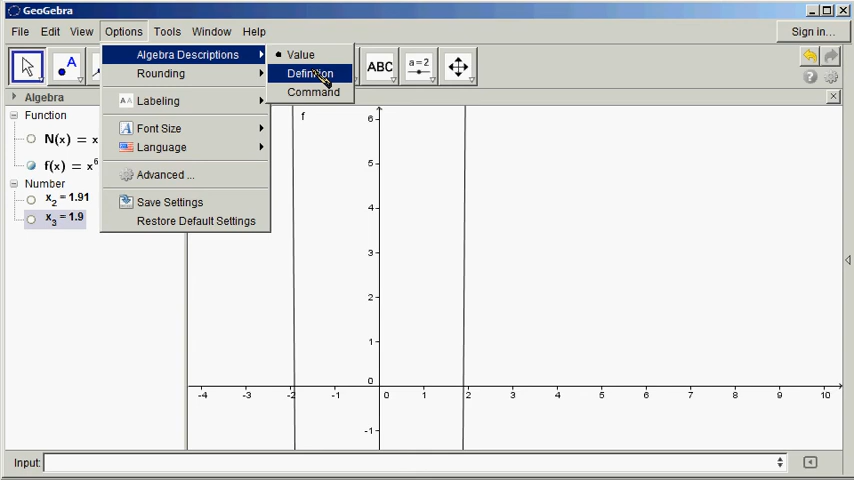 GeoGebra
File Edit View Options Tools Window Help
Sign in...
ABC
a=2
Algebra Descriptions
Rounding
Labeling
Font Size
Language
Advanced ...
Save Settings
Restore Default Settings
Value
Definition
Command
Algebra
Function
N(x) = x
f(x) = x⁶
Number
x₂ = 1.91
x₃ = 1.9
f
6
5
4
3
2
1
0
-1
-4 -3 -2 -1 0 1 2 3 4 5 6 7 8 9 10
Input: